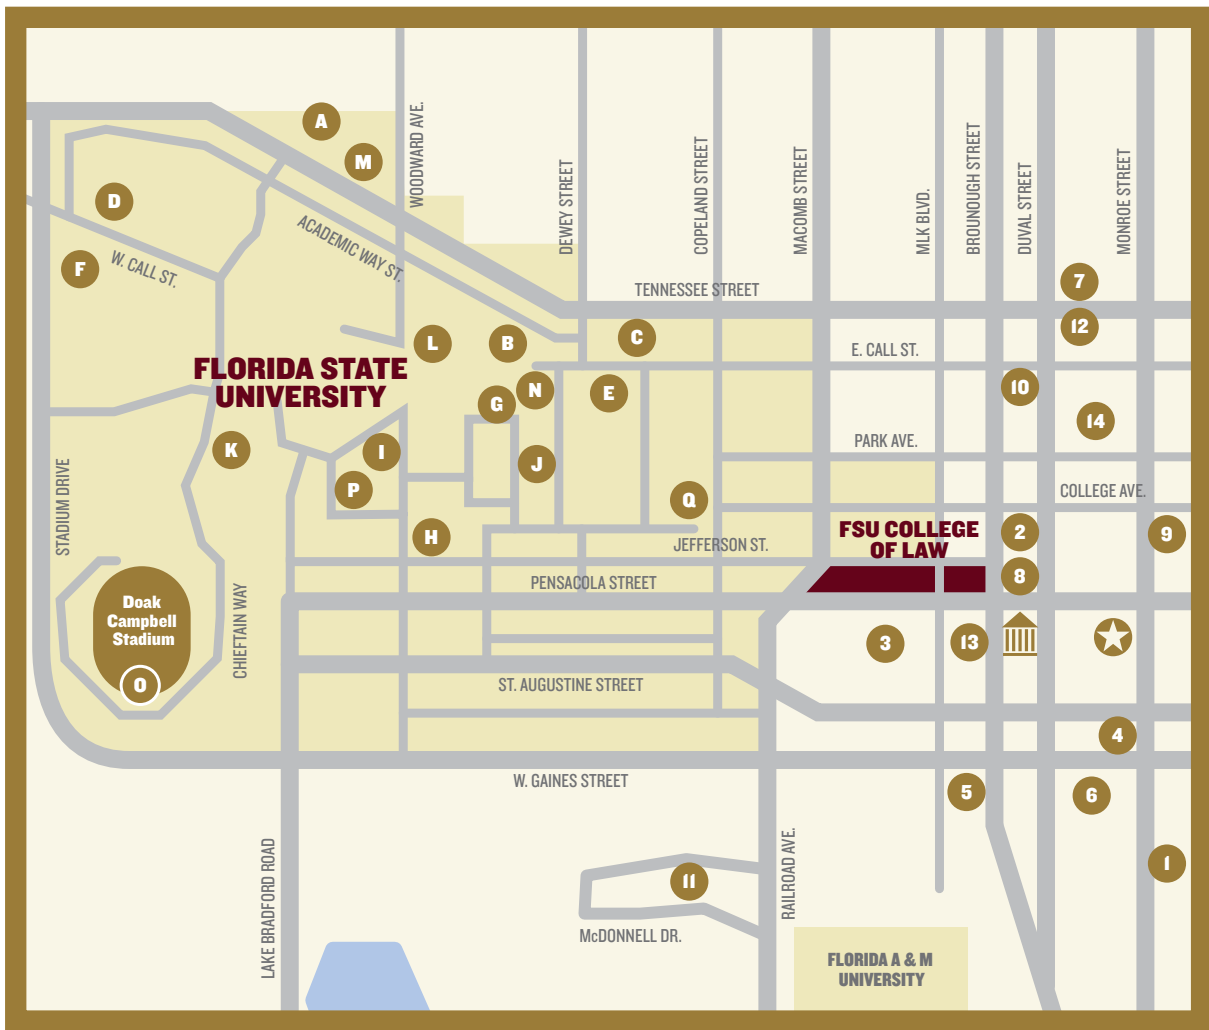 A
M
WOODWARD AVE.
DEWEY STREET
COPELAND STREET
MACOMB STREET
MLK BLVD.
BROUNOUGH STREET
DUVAL STREET
MONROE STREET
D
ACADEMIC WAY ST.
F
W. CALL ST.
TENNESSEE STREET
7
12
L
B
C
E. CALL ST.
FLORIDA STATE
UNIVERSITY
N
E
G
10
14
K
I
PARK AVE.
J
P
Q
COLLEGE AVE.
STADIUM DRIVE
H
JEFFERSON ST.
FSU COLLEGE
OF LAW
2
9
8
PENSACOLA STREET
Doak
Campbell
Stadium
O
CHIEFTAIN WAY
3
13
ST. AUGUSTINE STREET
4
W. GAINES STREET
5
6
1
LAKE BRADFORD ROAD
11
RAILROAD AVE.
McDONNELL DR.
FLORIDA A & M
UNIVERSITY